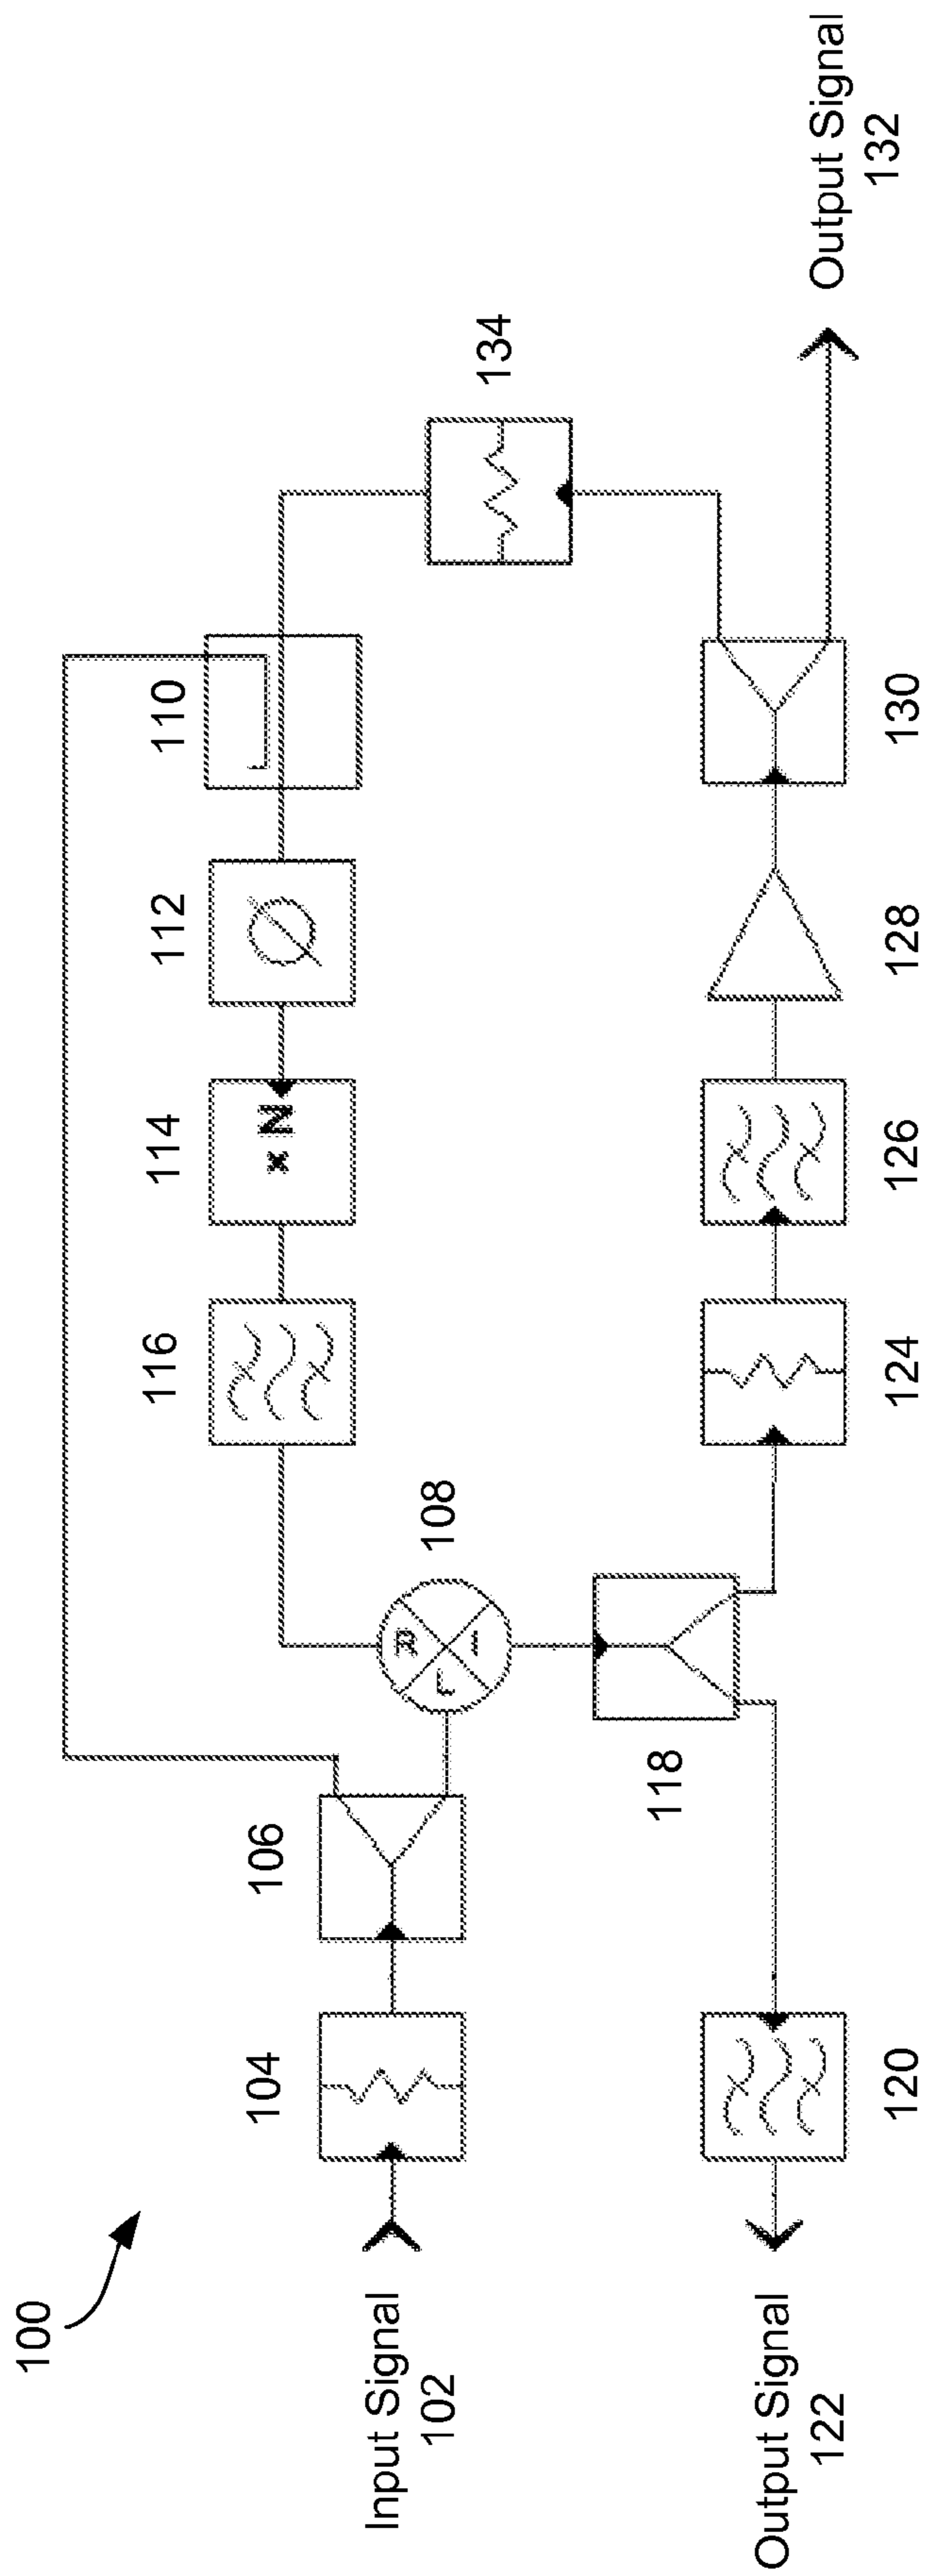 100
116
114
112
110
104
106
x N
Input Signal
102
108
R
L
I
134
118
Output Signal
122
Output Signal
132
120
124
126
128
130